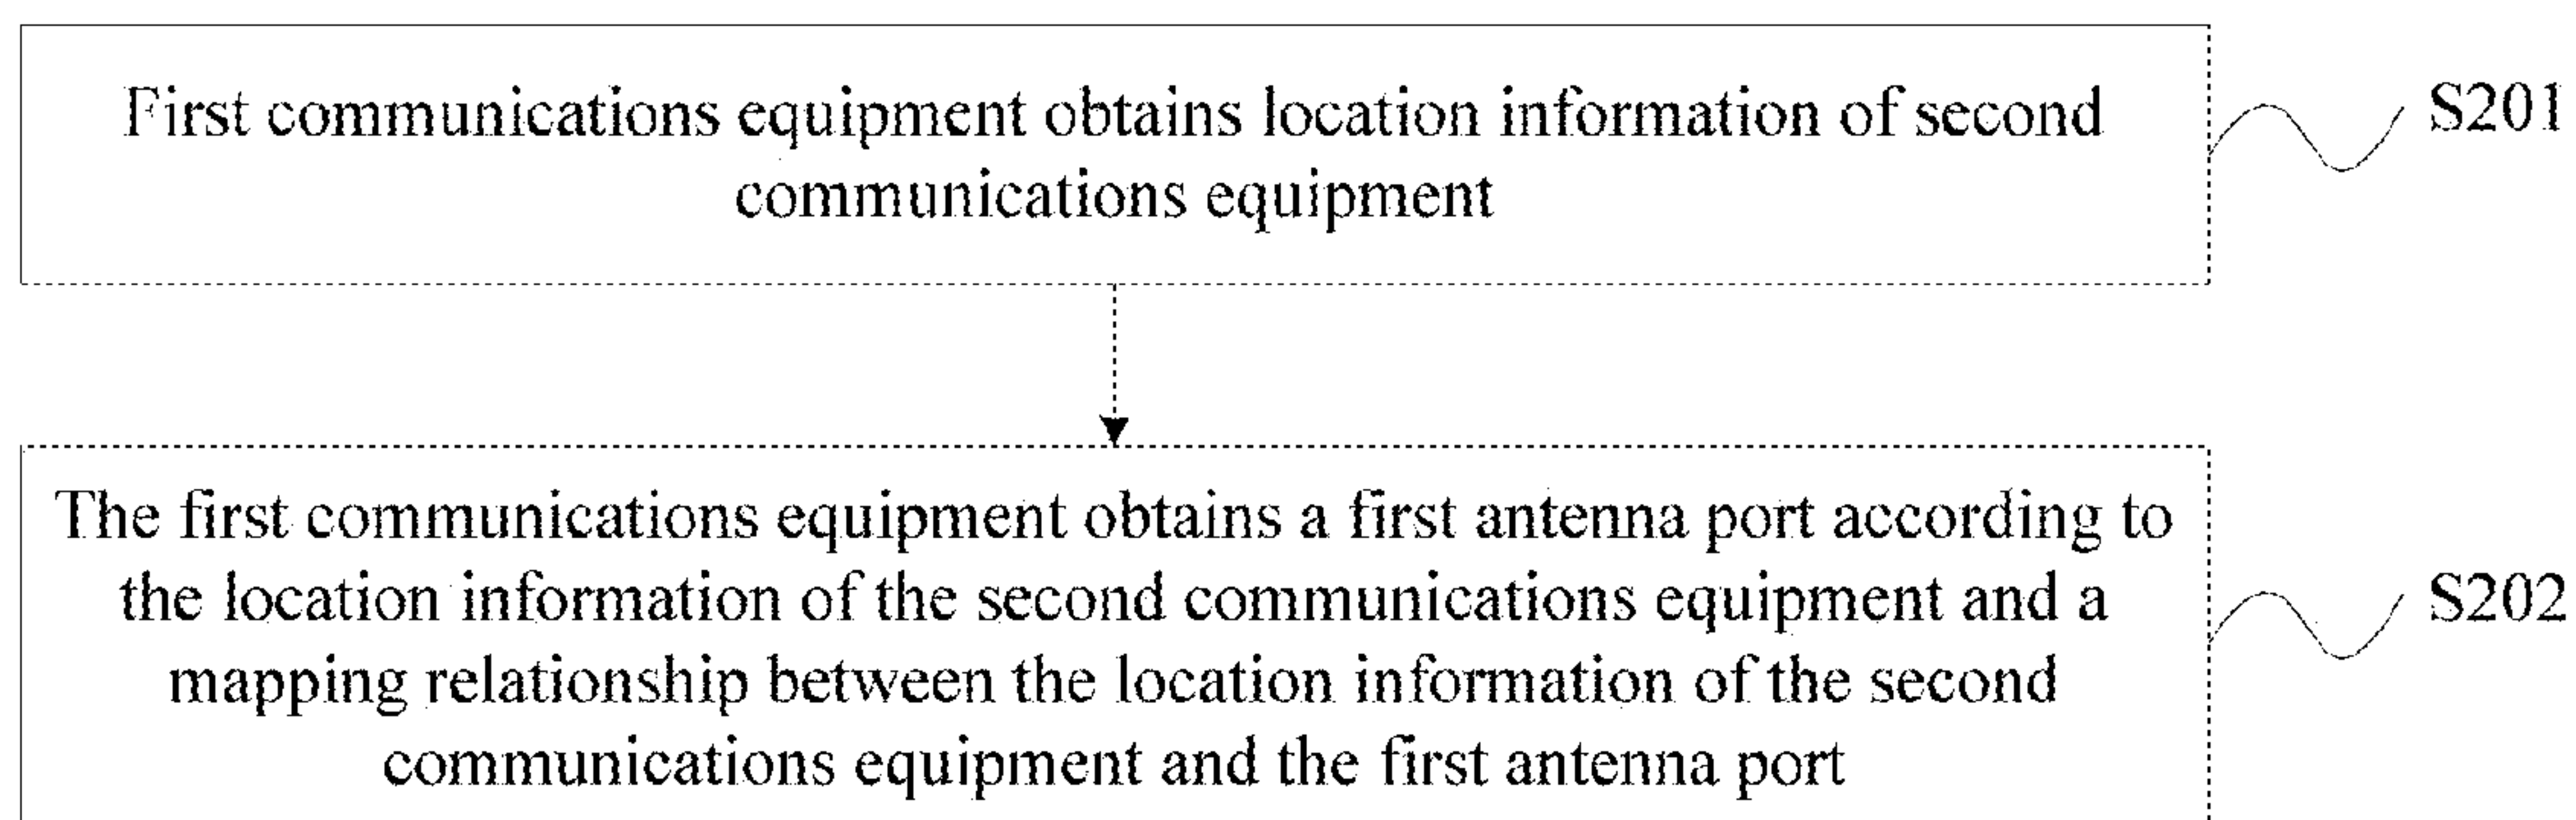 First communications equipment obtains location information of second
communications equipment
S201
The first communications equipment obtains a first antenna port according to
the location information of the second communications equipment and a
mapping relationship between the location information of the second
communications equipment and the first antenna port
S202